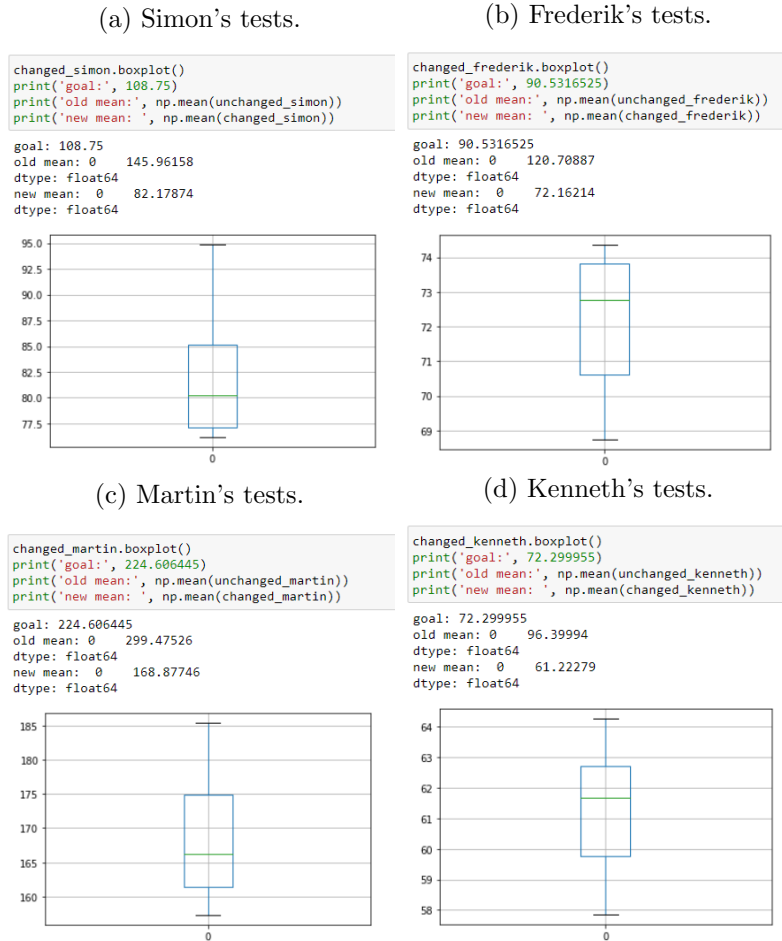 (a) Simon's tests.
changed_simon.boxplot()
print('goal:', 108.75)
print('old mean:', np.mean(unchanged_simon))
print('new mean: ', np.mean(changed_simon))
goal: 108.75
old mean: 0    145.96158
dtype: float64
new mean:  0    82.17874
dtype: float64
95.0
92.5
90.0
87.5
85.0
82.5
80.0
77.5
0
(b) Frederik's tests.
changed_frederik.boxplot()
print('goal:', 90.5316525)
print('old mean:', np.mean(unchanged_frederik))
print('new mean: ', np.mean(changed_frederik))
goal: 90.5316525
old mean: 0    120.70887
dtype: float64
new mean:  0    72.16214
dtype: float64
74
73
72
71
70
69
0
(c) Martin's tests.
changed_martin.boxplot()
print('goal:', 224.606445)
print('old mean:', np.mean(unchanged_martin))
print('new mean: ', np.mean(changed_martin))
goal: 224.606445
old mean: 0    299.47526
dtype: float64
new mean:  0    168.87746
dtype: float64
185
180
175
170
165
160
0
(d) Kenneth's tests.
changed_kenneth.boxplot()
print('goal:', 72.299955)
print('old mean:', np.mean(unchanged_kenneth))
print('new mean: ', np.mean(changed_kenneth))
goal: 72.299955
old mean: 0    96.39994
dtype: float64
new mean:  0    61.22279
dtype: float64
64
63
62
61
60
59
58
0